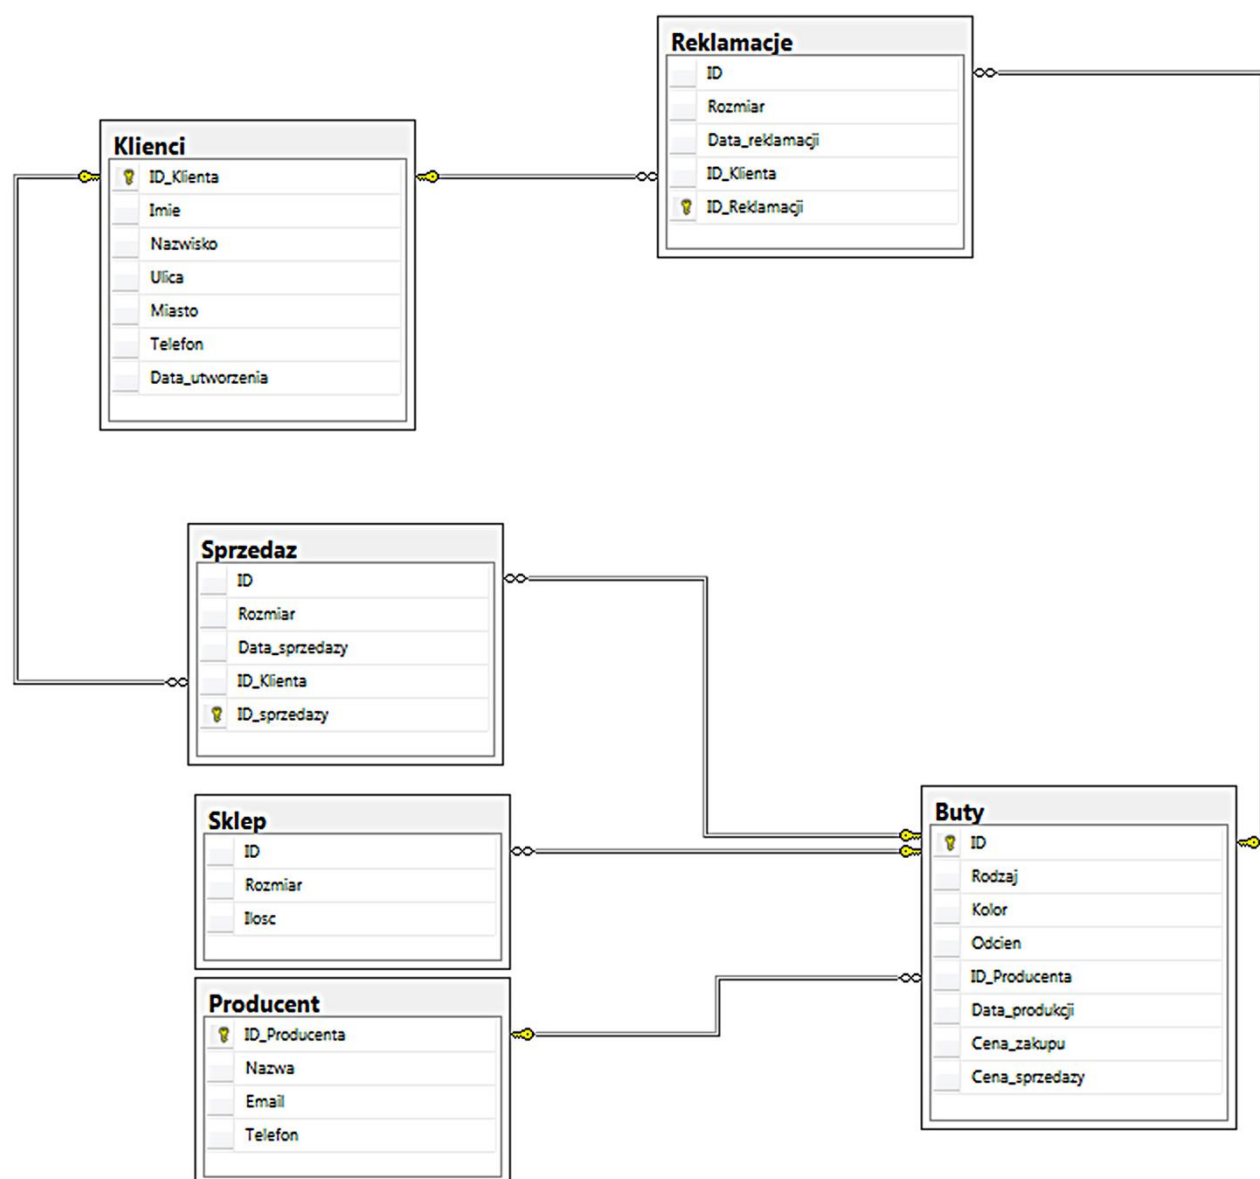 Reklamacje
ID
Rozmiar
Data_reklamacji
ID_Klienta
ID_Reklamacji
Klienci
ID_Klienta
Imie
Nazwisko
Ulica
Miasto
Telefon
Data_utworzenia
Sprzedaz
ID
Rozmiar
Data_sprzedazy
ID_Klienta
ID_sprzedazy
Sklep
ID
Rozmiar
Ilosc
Producent
ID_Producenta
Nazwa
Email
Telefon
Buty
ID
Rodzaj
Kolor
Odcien
ID_Producenta
Data_produkcji
Cena_zakupu
Cena_sprzedazy